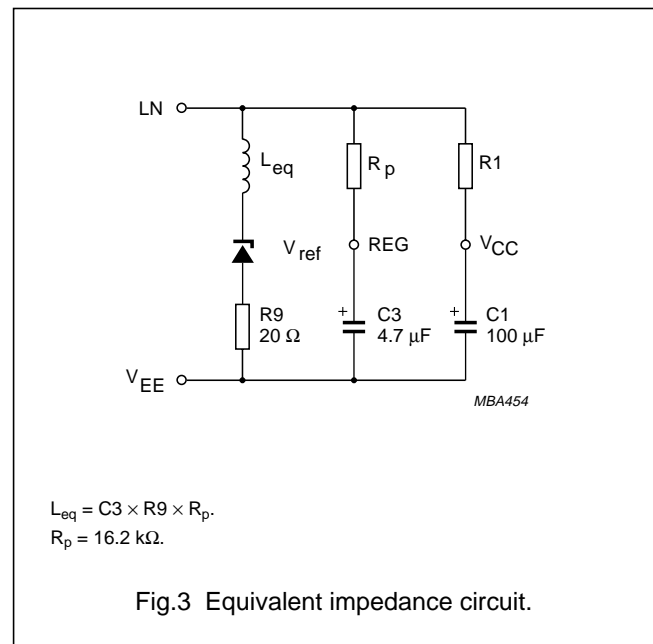 LN
L_eq
R_p
R1
V_ref
REG
V_CC
R9
20 Ω
+
C3
4.7 μF
+
C1
100 μF
V_EE
MBA454
L_eq = C3 × R9 × R_p.
R_p = 16.2 kΩ.
Fig.3 Equivalent impedance circuit.